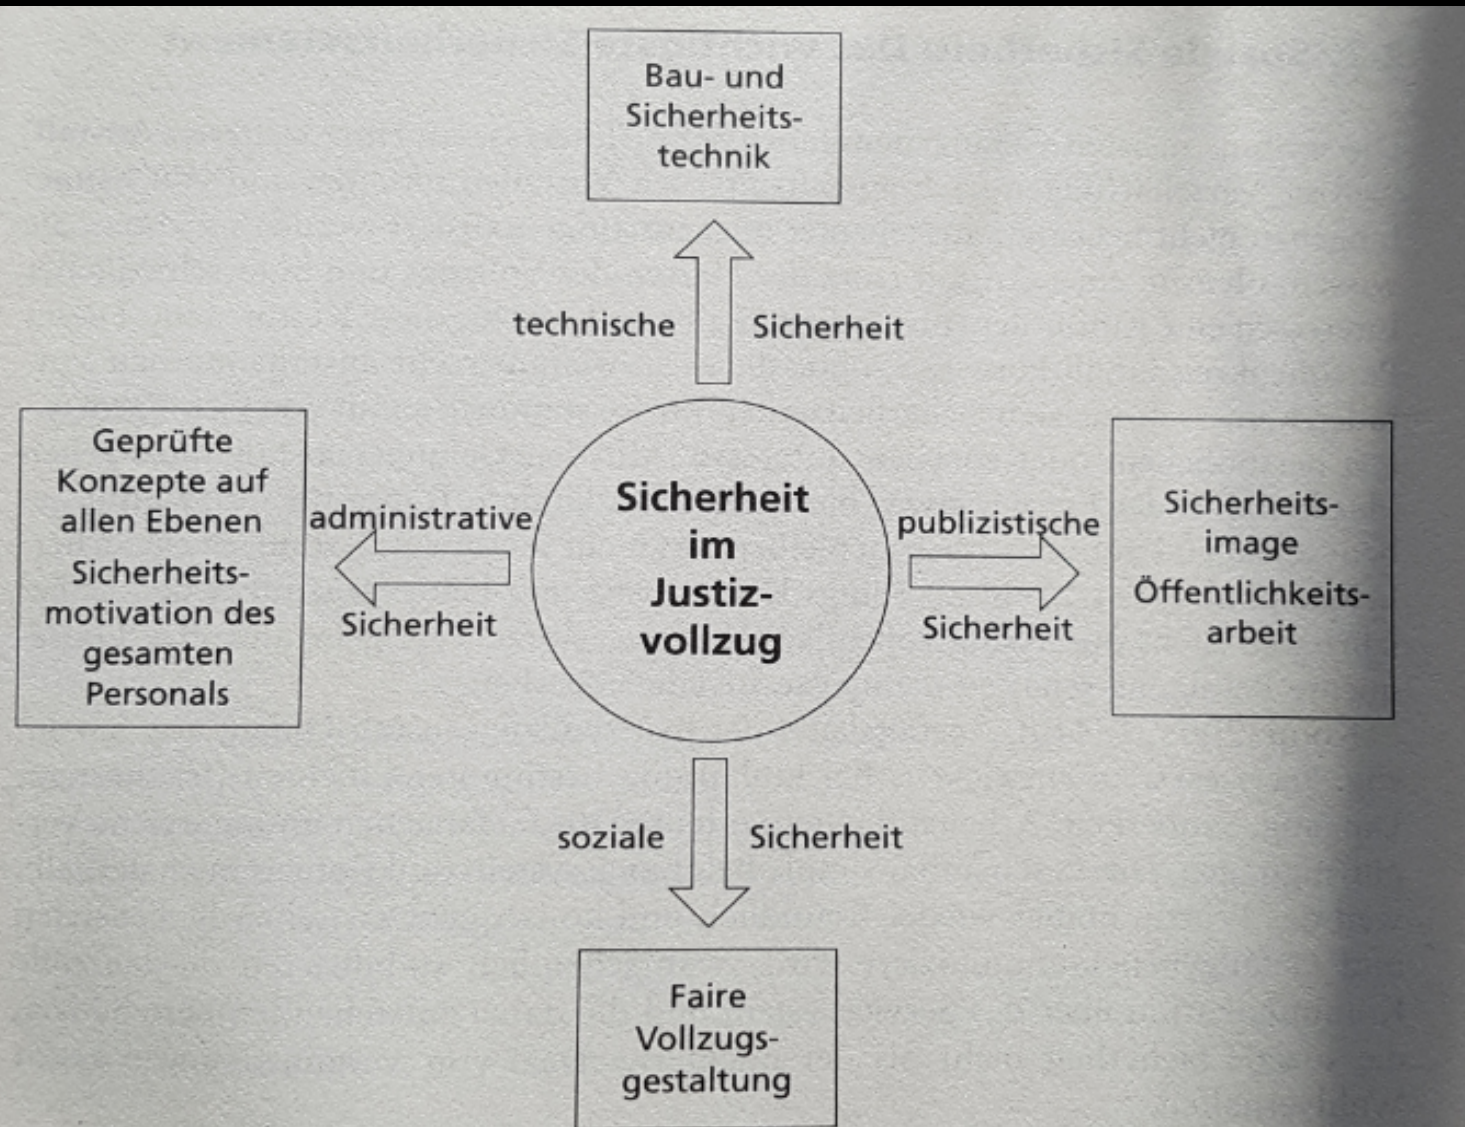 Bau- und
Sicherheits-
technik
technische Sicherheit
Geprüfte
Konzepte auf
allen Ebenen
Sicherheits-
motivation des
gesamten
Personals
administrative
Sicherheit
Sicherheit
im
Justiz-
vollzug
publizistische
Sicherheit
Sicherheits-
image
Öffentlichkeits-
arbeit
soziale Sicherheit
Faire
Vollzugs-
gestaltung